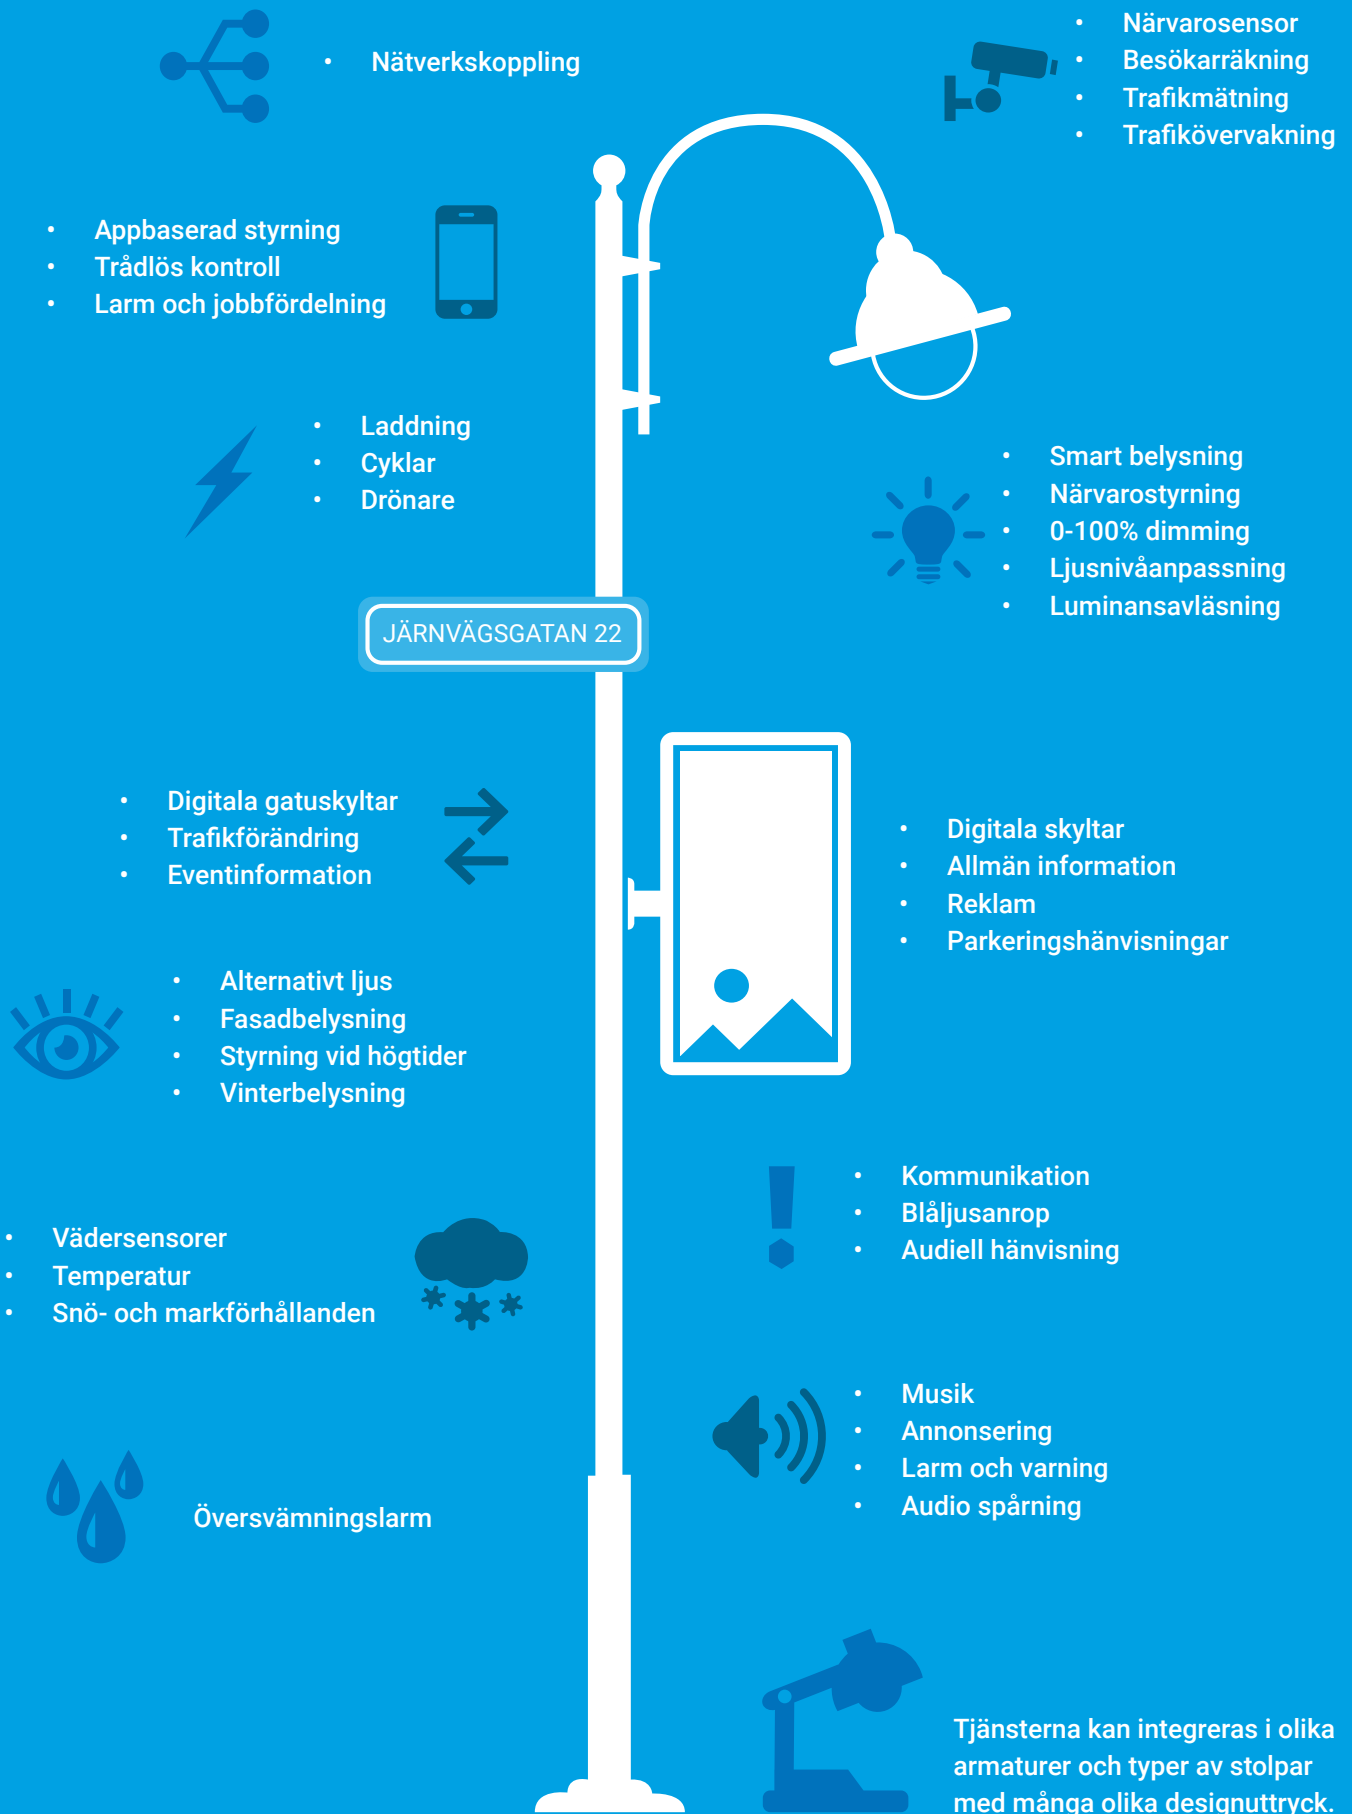 Nätverkskoppling
• Närvarosensor
• Besökarräkning
• Trafikmätning
• Trafikövervakning
• Appbaserad styrning
• Trådlös kontroll
• Larm och jobbfördelning
• Laddning
• Cyklar
• Drönare
• Smart belysning
• Närvarostyrning
• 0-100% dimming
• Ljusnivåanpassning
• Luminansavläsning
JÄRNVÄGSGATAN 22
• Digitala gatuskyltar
• Trafikförändring
• Eventinformation
• Digitala skyltar
• Allmän information
• Reklam
• Parkeringshänvisningar
• Alternativt ljus
• Fasadbelysning
• Styrning vid högtider
• Vinterbelysning
• Kommunikation
• Blåljusanrop
• Audiell hänvisning
• Vädersensorer
• Temperatur
• Snö- och markförhållanden
• Musik
• Annonsering
• Larm och varning
• Audio spårning
Översvämningslarm
Tjänsterna kan integreras i olika
armaturer och typer av stolpar
med många olika designuttryck.